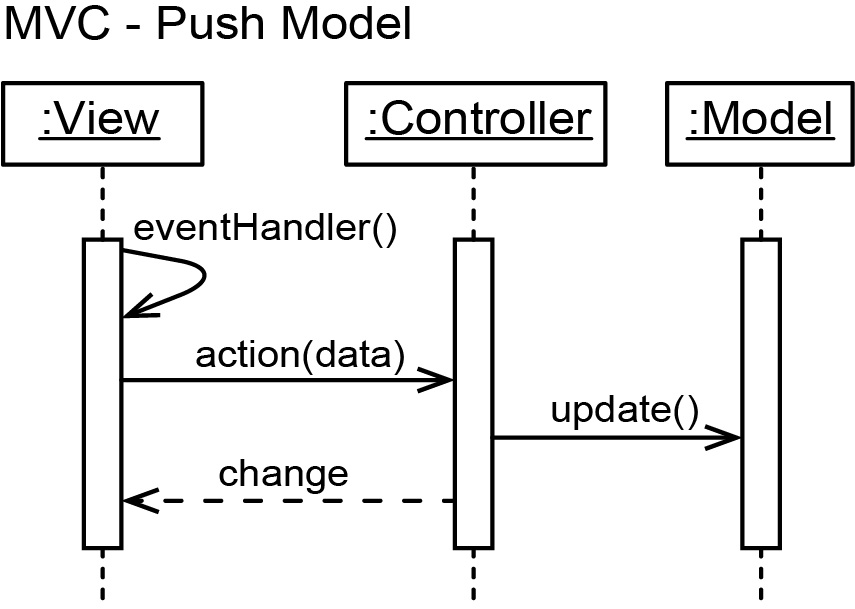 MVC - Push Model
:View
:Controller
:Model
eventHandler()
action(data)
update()
change